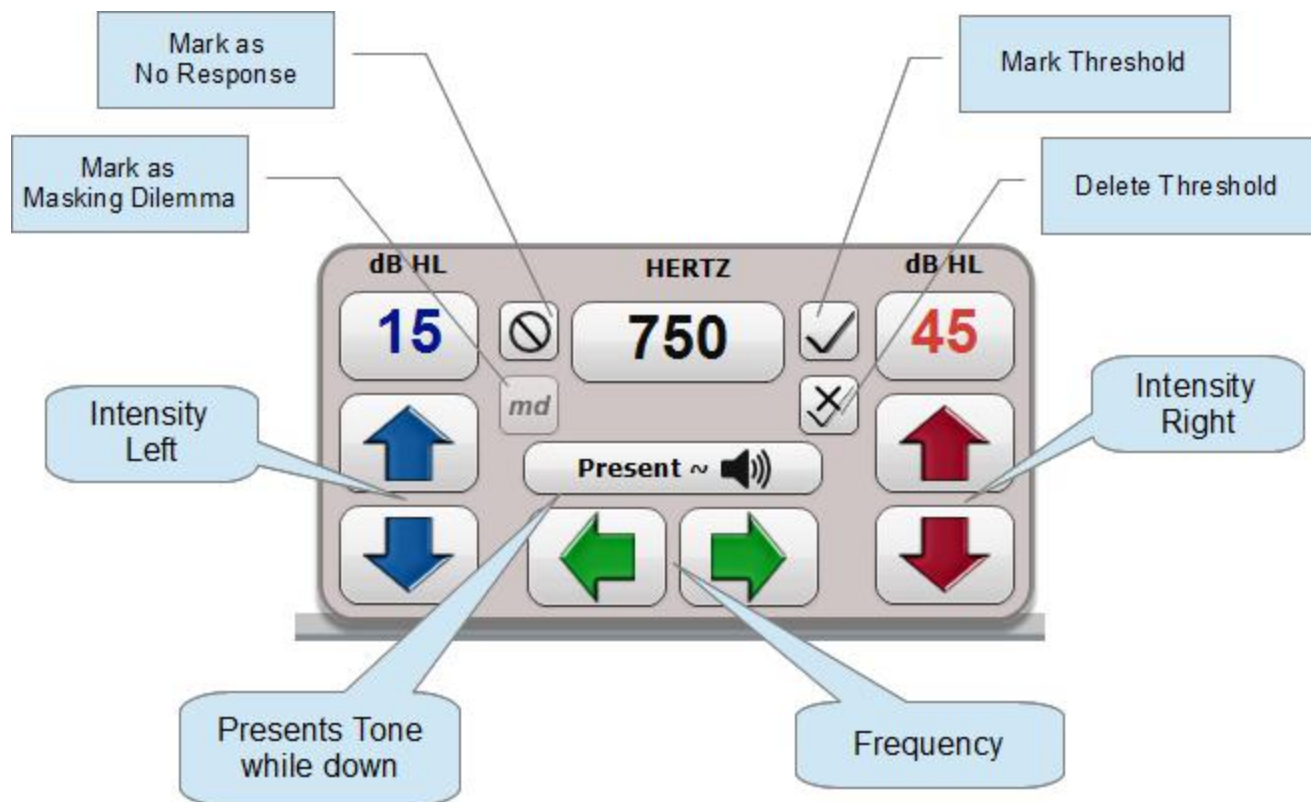 Mark as
No Response
Mark Threshold
Mark as
Masking Dilemma
Delete Threshold
dB HL
HERTZ
dB HL
15
750
45
md
Intensity
Left
Intensity
Right
Present ~
Presents Tone
while down
Frequency